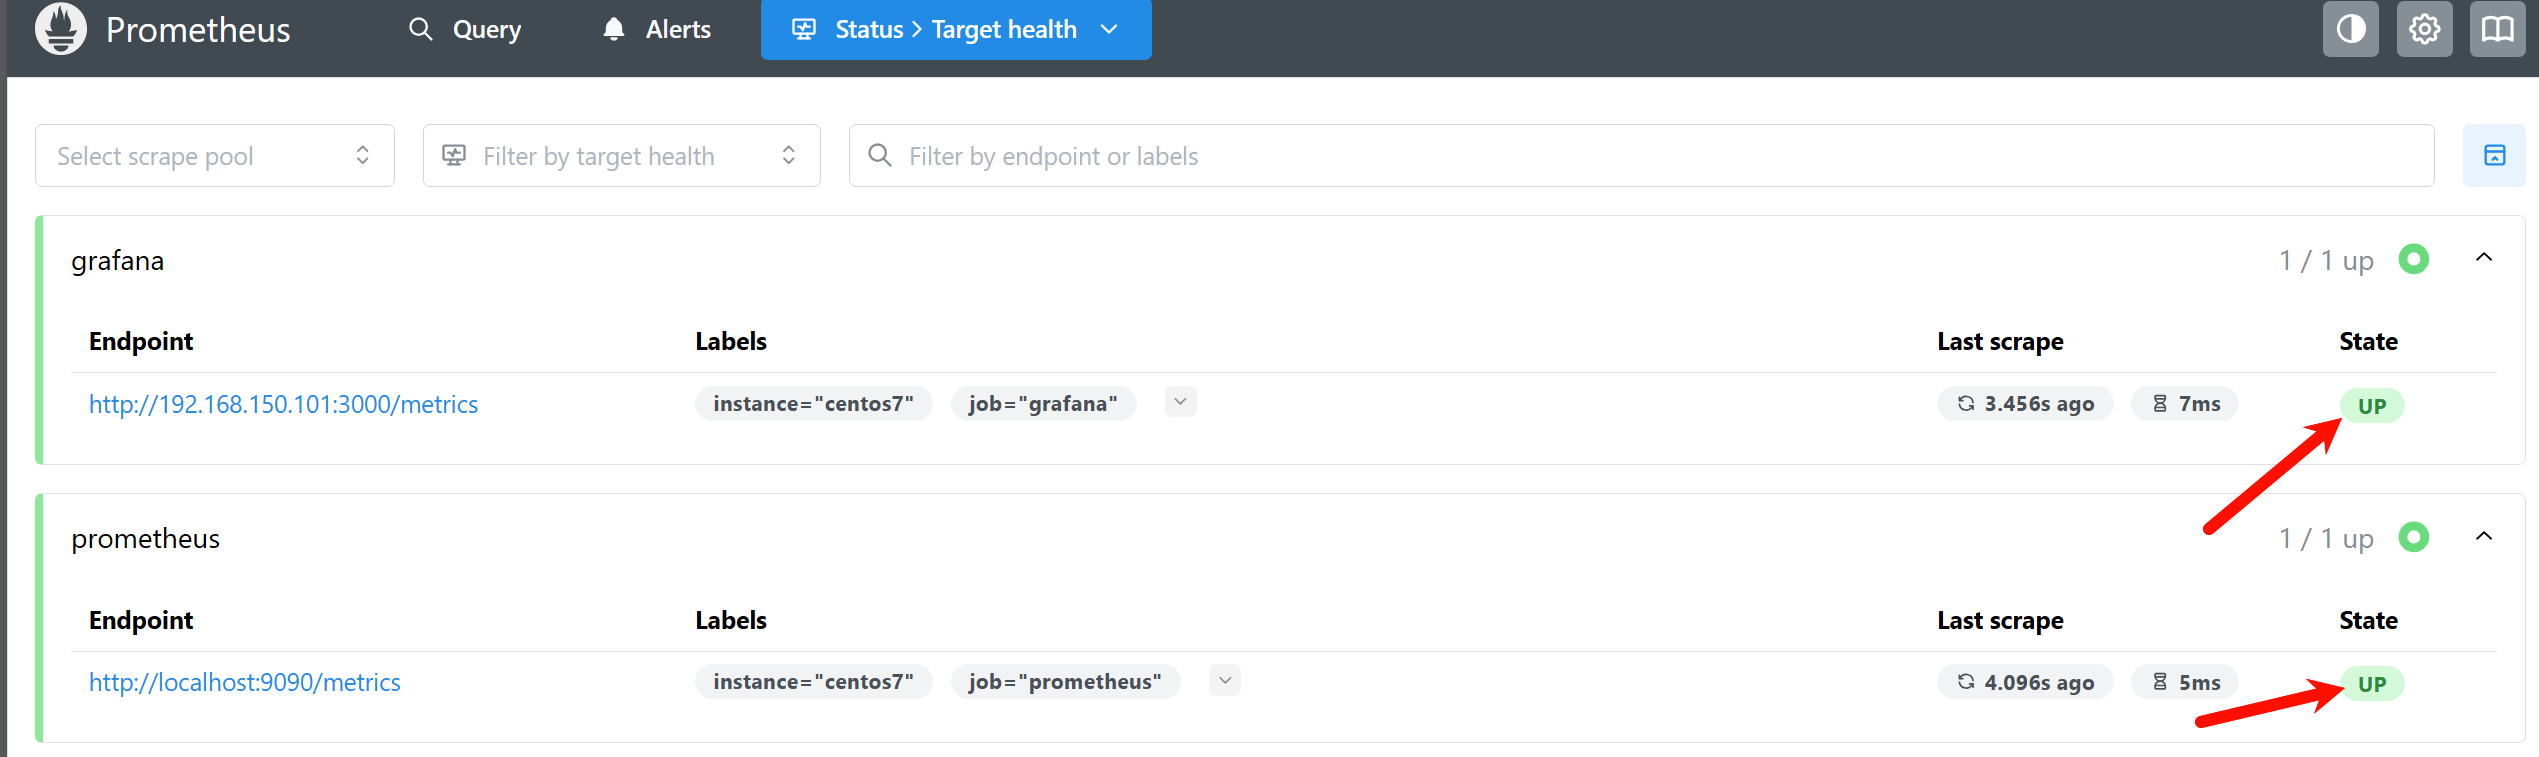 Prometheus Query Alerts Status > Target health
Select scrape pool Filter by target health Filter by endpoint or labels
grafana 1 / 1 up
Endpoint Labels Last scrape State
http://192.168.150.101:3000/metrics instance="centos7" job="grafana" 3.456s ago 7ms UP
prometheus 1 / 1 up
Endpoint Labels Last scrape State
http://localhost:9090/metrics instance="centos7" job="prometheus" 4.096s ago 5ms UP